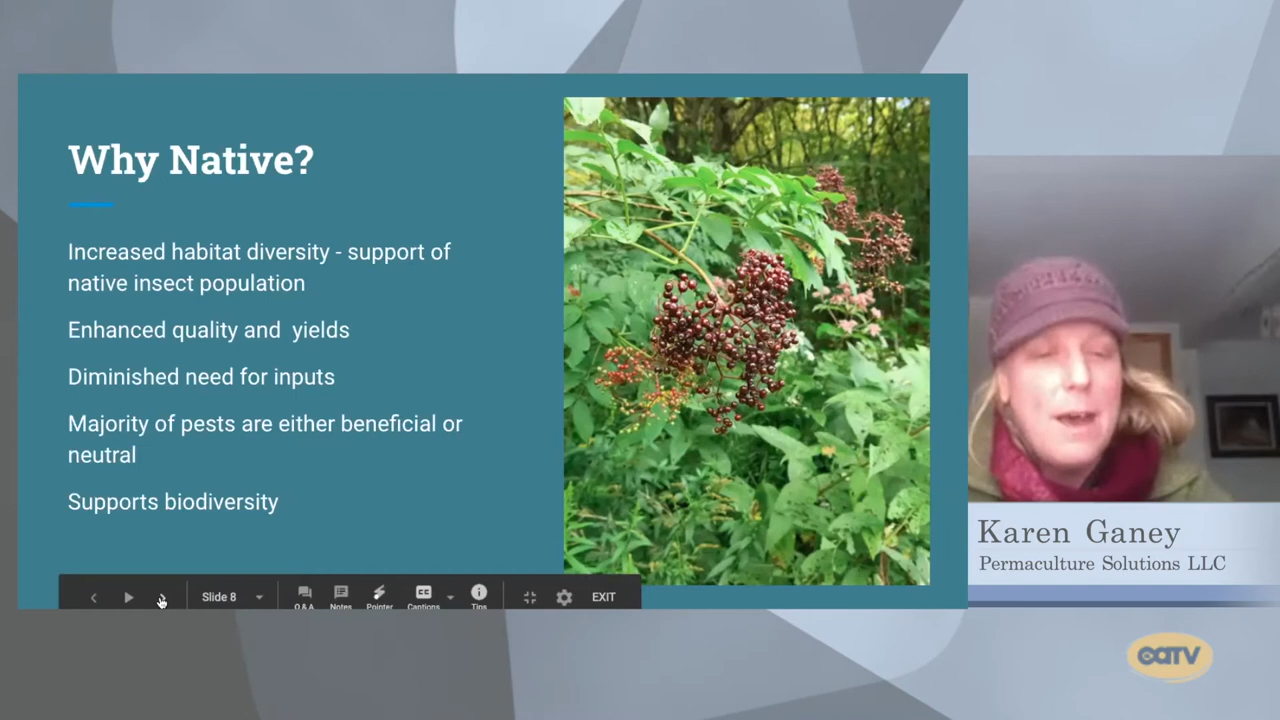 Why Native?
Increased habitat diversity - support of
native insect population
Enhanced quality and  yields
Diminished need for inputs
Majority of pests are either beneficial or
neutral
Supports biodiversity
Slide 8
Q & A
Notes
Pointer
Captions
Tips
EXIT
CC
Karen Ganey
Permaculture Solutions LLC
CATV